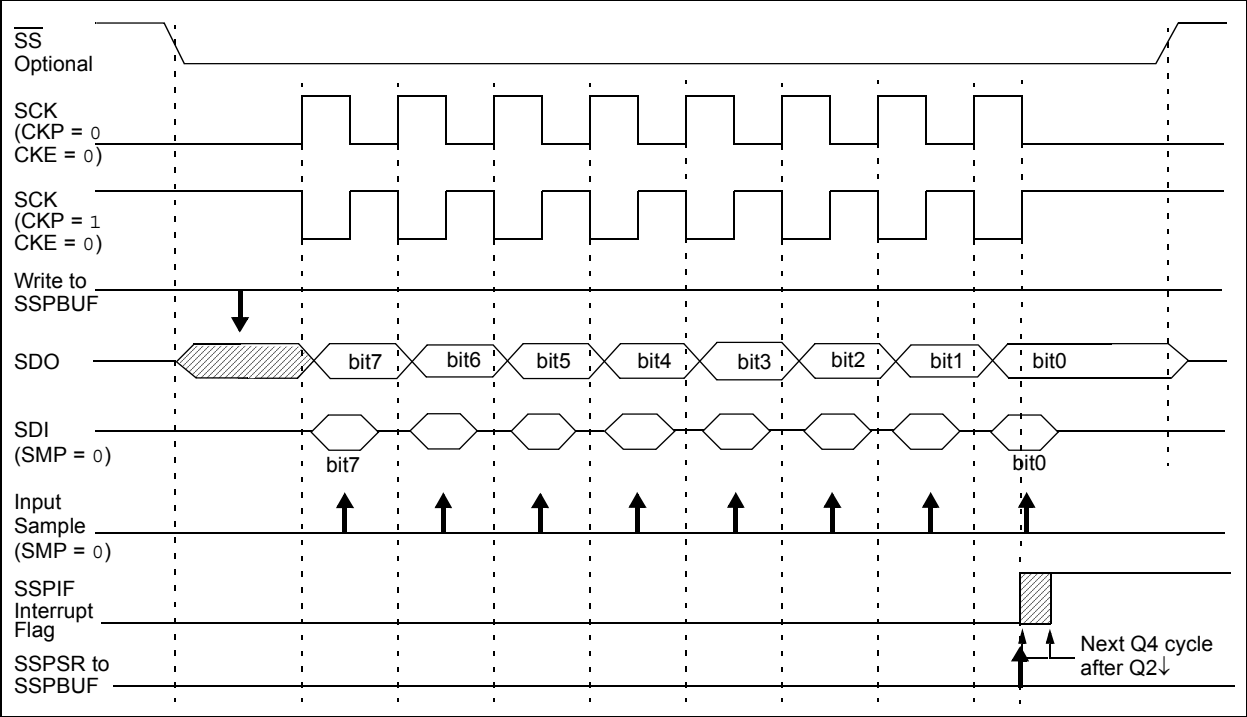 SS
Optional
SCK
(CKP = 0
CKE = 0)
SCK
(CKP = 1
CKE = 0)
Write to
SSPBUF
SDO
bit7 bit6 bit5 bit4 bit3 bit2 bit1 bit0
SDI
(SMP = 0)
bit7 bit0
Input
Sample
(SMP = 0)
SSPIF
Interrupt
Flag
Next Q4 cycle
after Q2↓
SSPSR to
SSPBUF